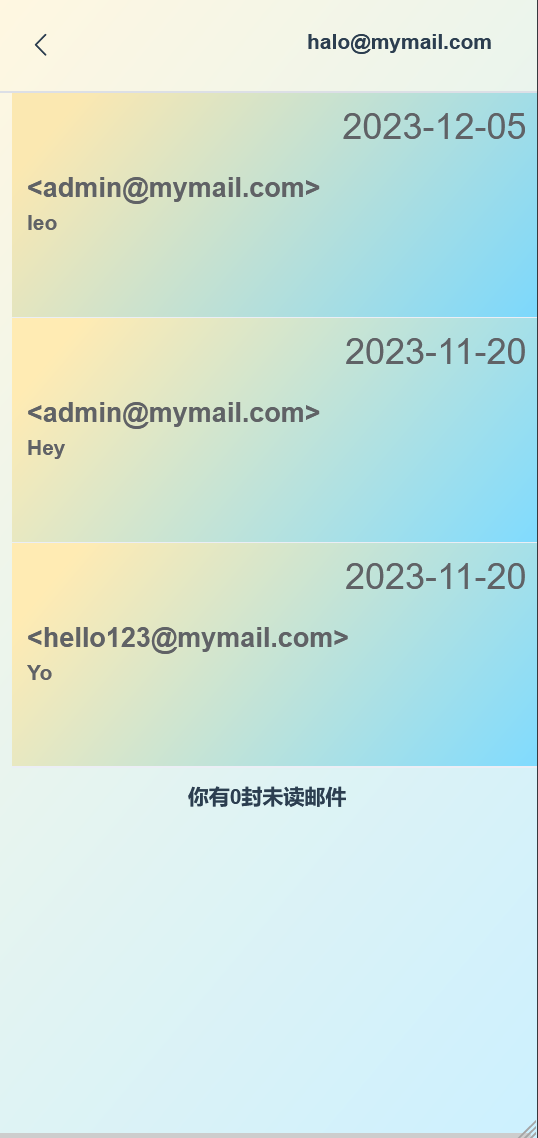 halo@mymail.com
2023-12-05
<admin@mymail.com>
leo
2023-11-20
<admin@mymail.com>
Hey
2023-11-20
<hello123@mymail.com>
Yo
你有0封未读邮件